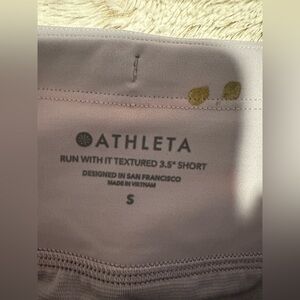 ATHLETA
RUN WITH IT TEXTURED 3.5" SHORT
DESIGNED IN SAN FRANCISCO
MADE IN VIETNAM
S